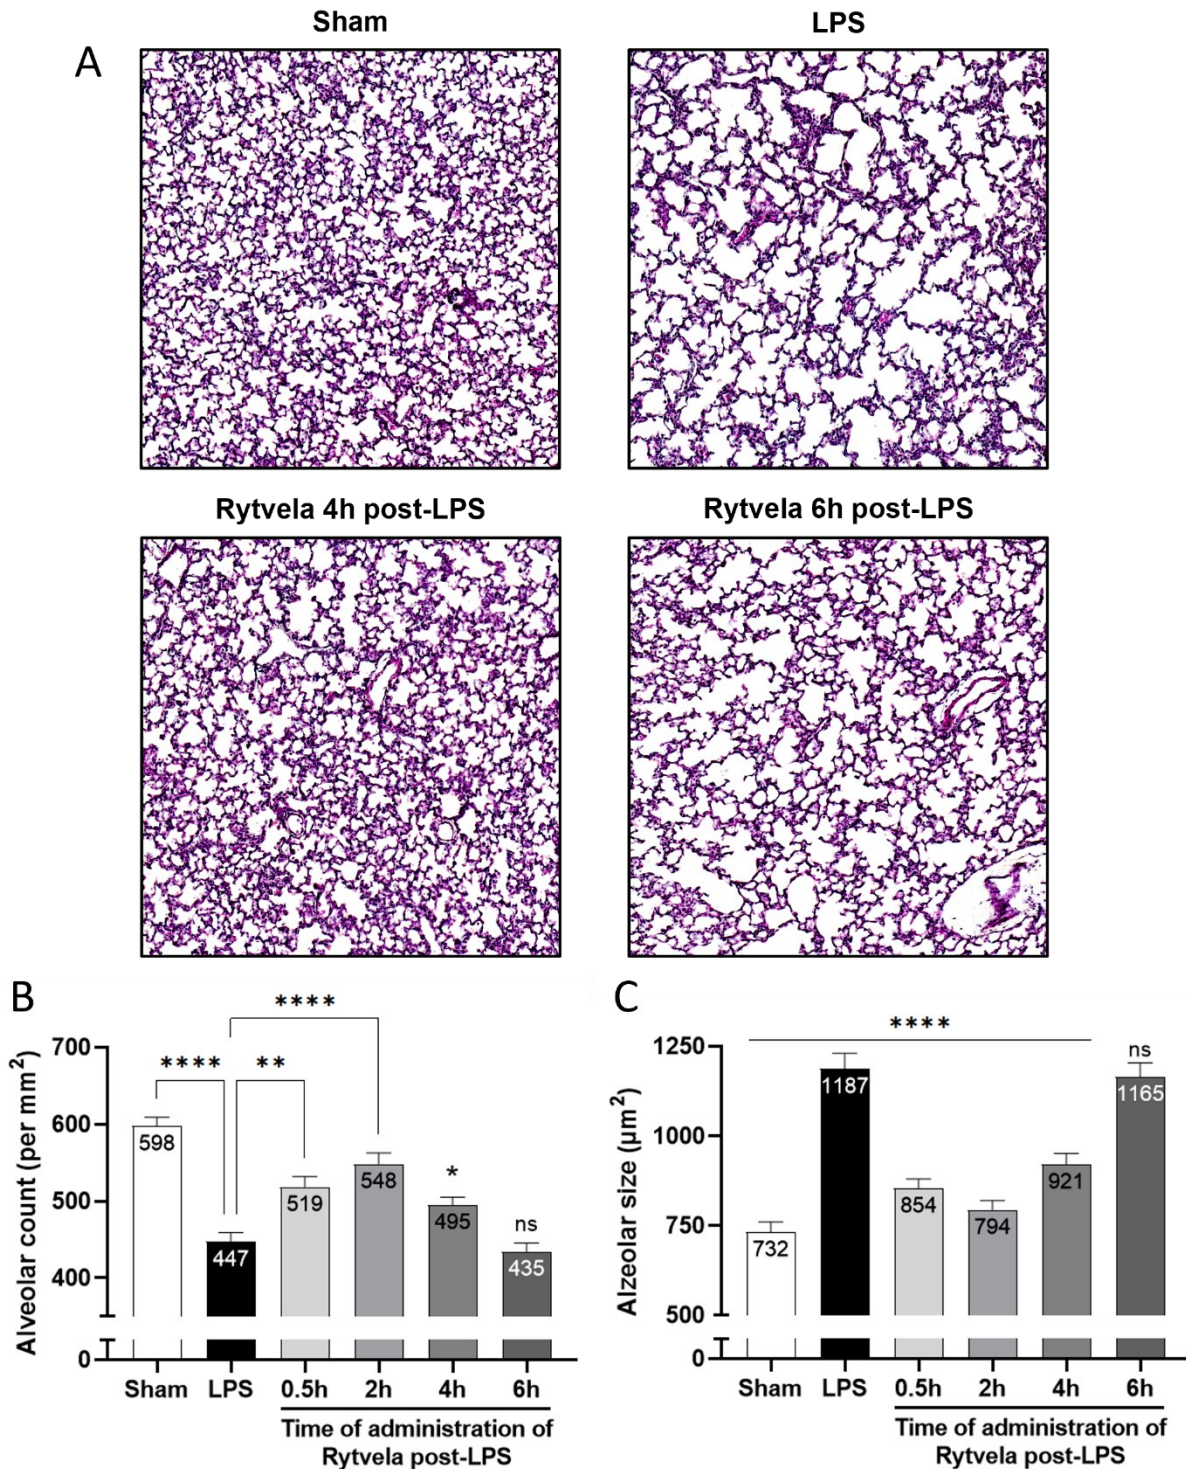 Sham
LPS
A
Rytvela 4h post-LPS
Rytvela 6h post-LPS
B
****
****
**
*
ns
Alveolar count (per mm²)
700
600
500
400
0
598
447
519
548
495
435
Sham
LPS
0.5h
2h
4h
6h
Time of administration of
Rytvela post-LPS
C
****
ns
Alzeolar size (µm²)
1250
1000
750
500
0
732
1187
854
794
921
1165
Sham
LPS
0.5h
2h
4h
6h
Time of administration of
Rytvela post-LPS